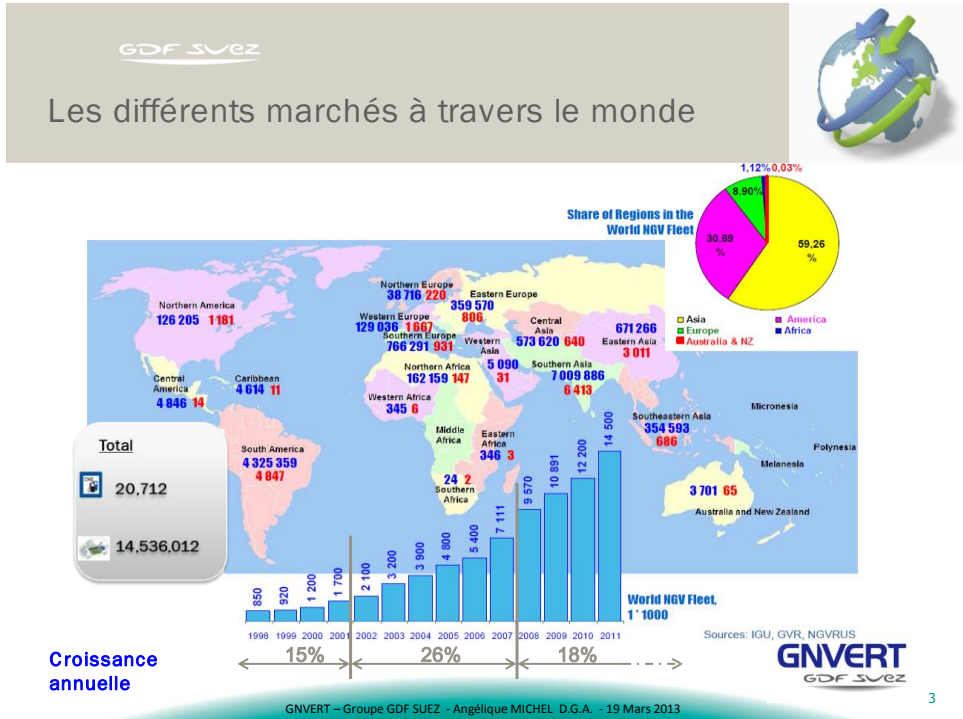 GDF SUEZ
Les différents marchés à travers le monde
1,12% 0,03%
8,90%
30,69 %
59,26 %
Share of Regions in the
World NGV Fleet
Asia
America
Europe
Africa
Australia & NZ
Northern America
126 205 1 181
Northern Europe
38 716 220
Eastern Europe
359 570
806
Western Europe
129 036 1 667
Southern Europe
766 291 931
Central
Asia
573 620 640
671 266
Eastern Asia
3 011
Western
Asia
5 090
31
Southern Asia
7 009 886
6 413
Northern Africa
162 159 147
Central
America
4 846 14
Caribbean
4 614 11
Western Africa
345 6
Middle
Africa
Eastern
Africa
346 3
24 2
Southern
Africa
Southeastern Asia
354 593
686
Micronesia
Polynesia
Melanesia
3 701 65
Australia and New Zealand
South America
4 325 359
4 847
Total
CNG
20,712
14,536,012
850
920
1 200
1 700
2 100
3 200
3 900
4 800
5 400
7 111
9 570
10 891
12 200
14 500
World NGV Fleet,
1 * 1000
1998 1999 2000 2001 2002 2003 2004 2005 2006 2007 2008 2009 2010 2011
Sources: IGU, GVR, NGVRUS
Croissance
annuelle
15% 26% 18%
GNVERT
GDF SUEZ
GNVERT – Groupe GDF SUEZ - Angélique MICHEL D.G.A. - 19 Mars 2013
3